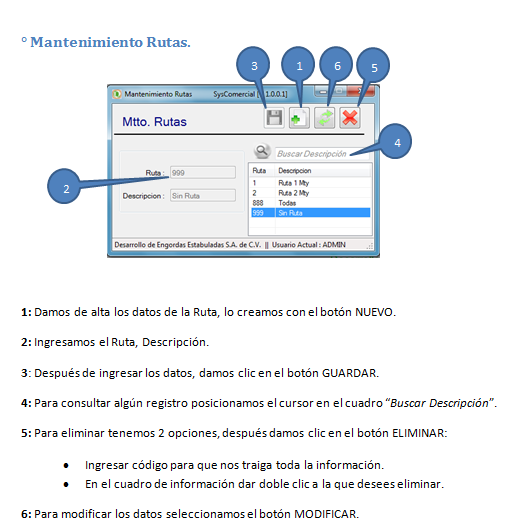 ° Mantenimiento Rutas.
3 1 6 5
Mantenimiento Rutas SysComercial [ 1.0.0.1]
Mtto. Rutas
4
Buscar Descripción
Ruta : 999
2
Descripcion : Sin Ruta
Ruta Descripcion
1 Ruta 1 Mty
2 Ruta 2 Mty
888 Todas
999 Sin Ruta
Desarrollo de Engordas Estabuladas S.A. de C.V. || Usuario Actual : ADMIN
1: Damos de alta los datos de la Ruta, lo creamos con el botón NUEVO.
2: Ingresamos el Ruta, Descripción.
3: Después de ingresar los datos, damos clic en el botón GUARDAR.
4: Para consultar algún registro posicionamos el cursor en el cuadro “Buscar Descripción”.
5: Para eliminar tenemos 2 opciones, después damos clic en el botón ELIMINAR:
• Ingresar código para que nos traiga toda la información.
• En el cuadro de información dar doble clic a la que desees eliminar.
6: Para modificar los datos seleccionamos el botón MODIFICAR.